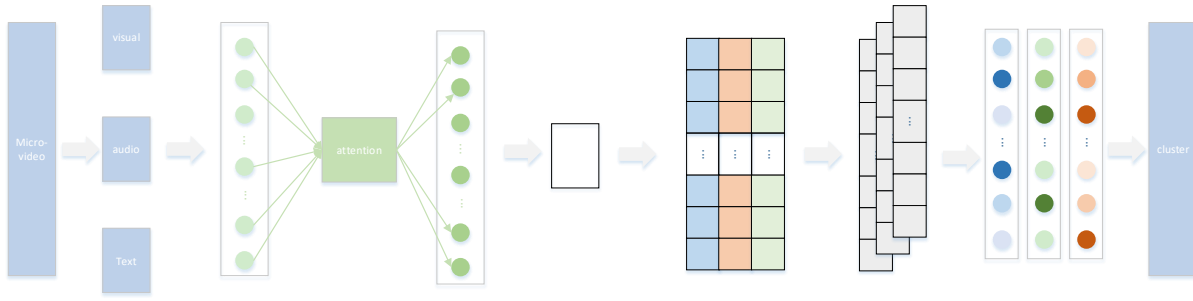 visual
Micro-
video
audio
Text
attention
cluster